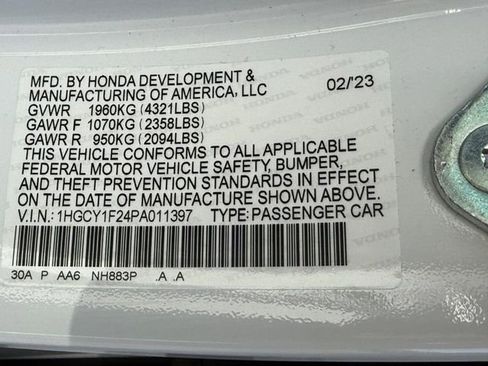 MFD. BY HONDA DEVELOPMENT & 02/'23
MANUFACTURING OF AMERICA, LLC
GVWR 1960KG (4321LBS)
GAWR F 1070KG (2358LBS)
GAWR R 950KG (2094LBS)
THIS VEHICLE CONFORMS TO ALL APPLICABLE
FEDERAL MOTOR VEHICLE SAFETY, BUMPER,
AND THEFT PREVENTION STANDARDS IN EFFECT
ON THE DATE OF MANUFACTURE SHOWN ABOVE.
V.I.N.: 1HGCY1F24PA011397 TYPE: PASSENGER CAR
30A P AA6 NH883P .A .A